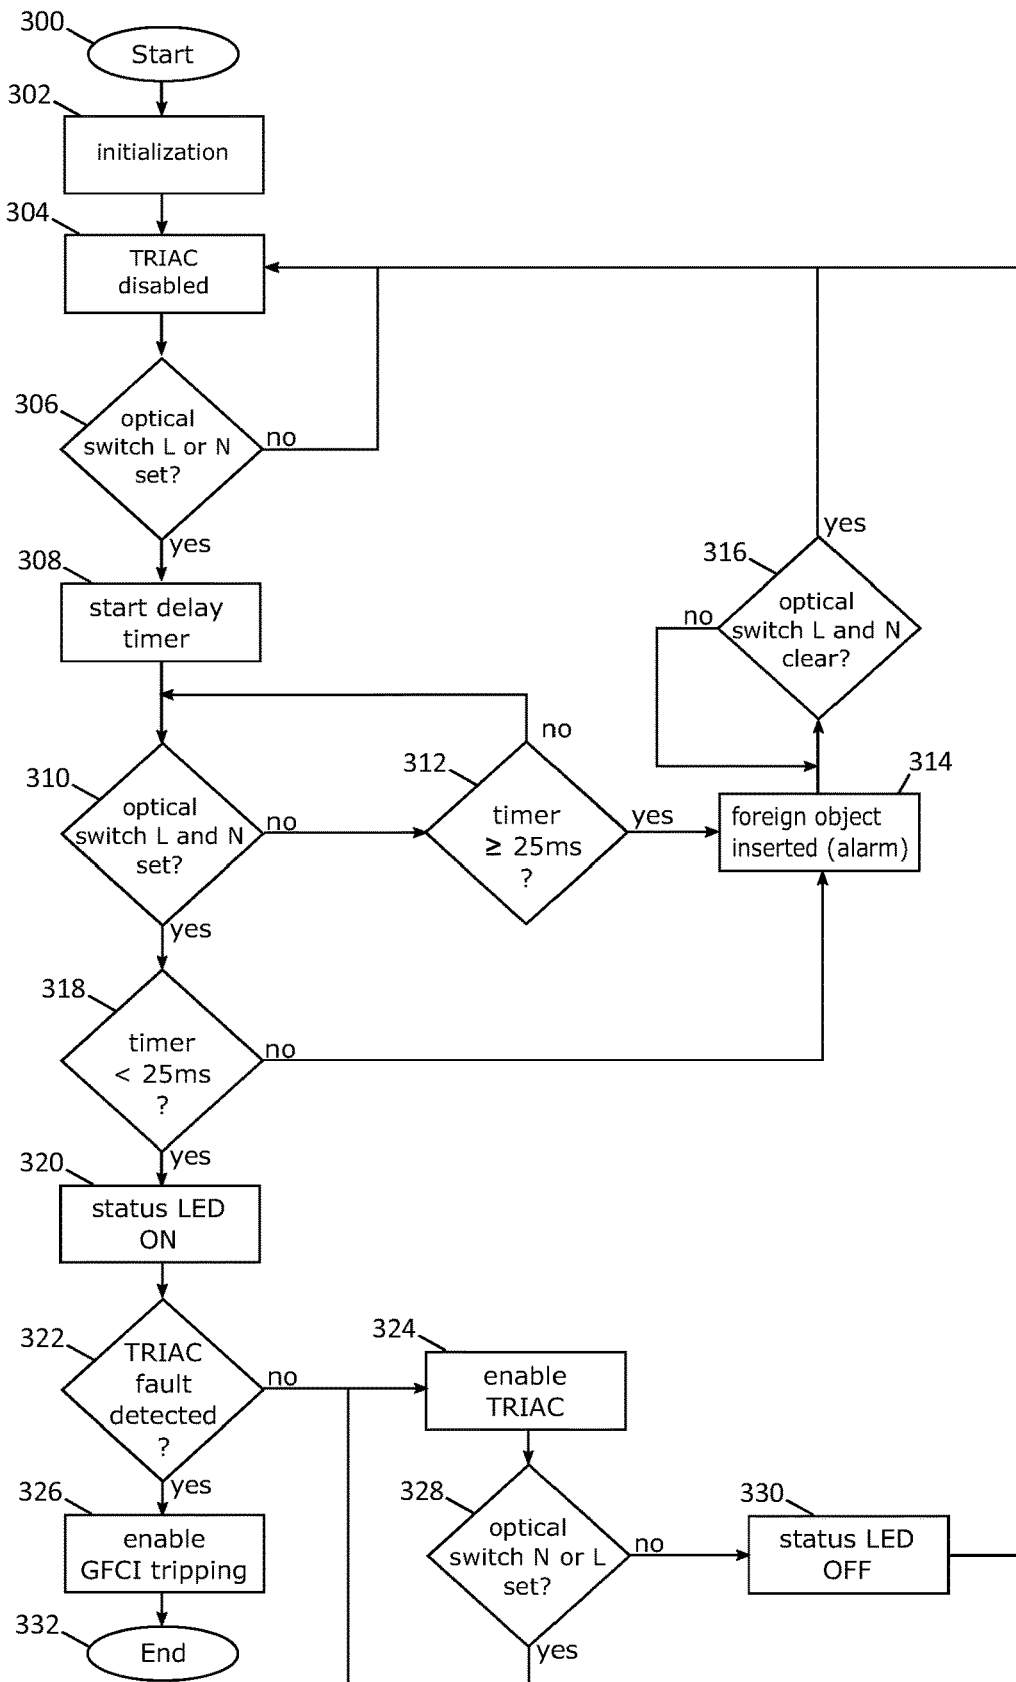 300
Start
302
initialization
304
TRIAC
disabled
306
optical
switch L or N
set?
no
yes
308
start delay
timer
310
optical
switch L and N
set?
no
yes
312
timer
≥ 25ms
?
no
yes
314
foreign object
inserted (alarm)
316
optical
switch L and N
clear?
no
yes
318
timer
< 25ms
?
no
yes
320
status LED
ON
322
TRIAC
fault
detected
?
no
yes
324
enable
TRIAC
326
enable
GFCI tripping
328
optical
switch N or L
set?
no
yes
330
status LED
OFF
332
End